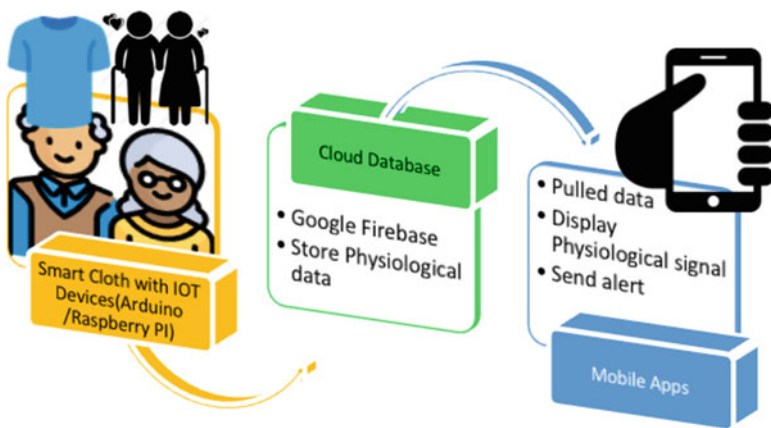 Smart Cloth with IOT
Devices(Arduino
/Raspberry PI)
Cloud Database
• Google Firebase
• Store Physiological
data
• Pulled data
• Display
Physiological signal
• Send alert
Mobile Apps